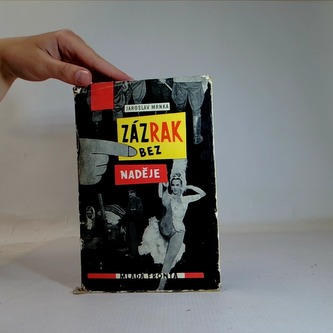 JAROSLAV MRNKA
ZÁZRAK
BEZ
NADĚJE
MLADÁ FRONTA